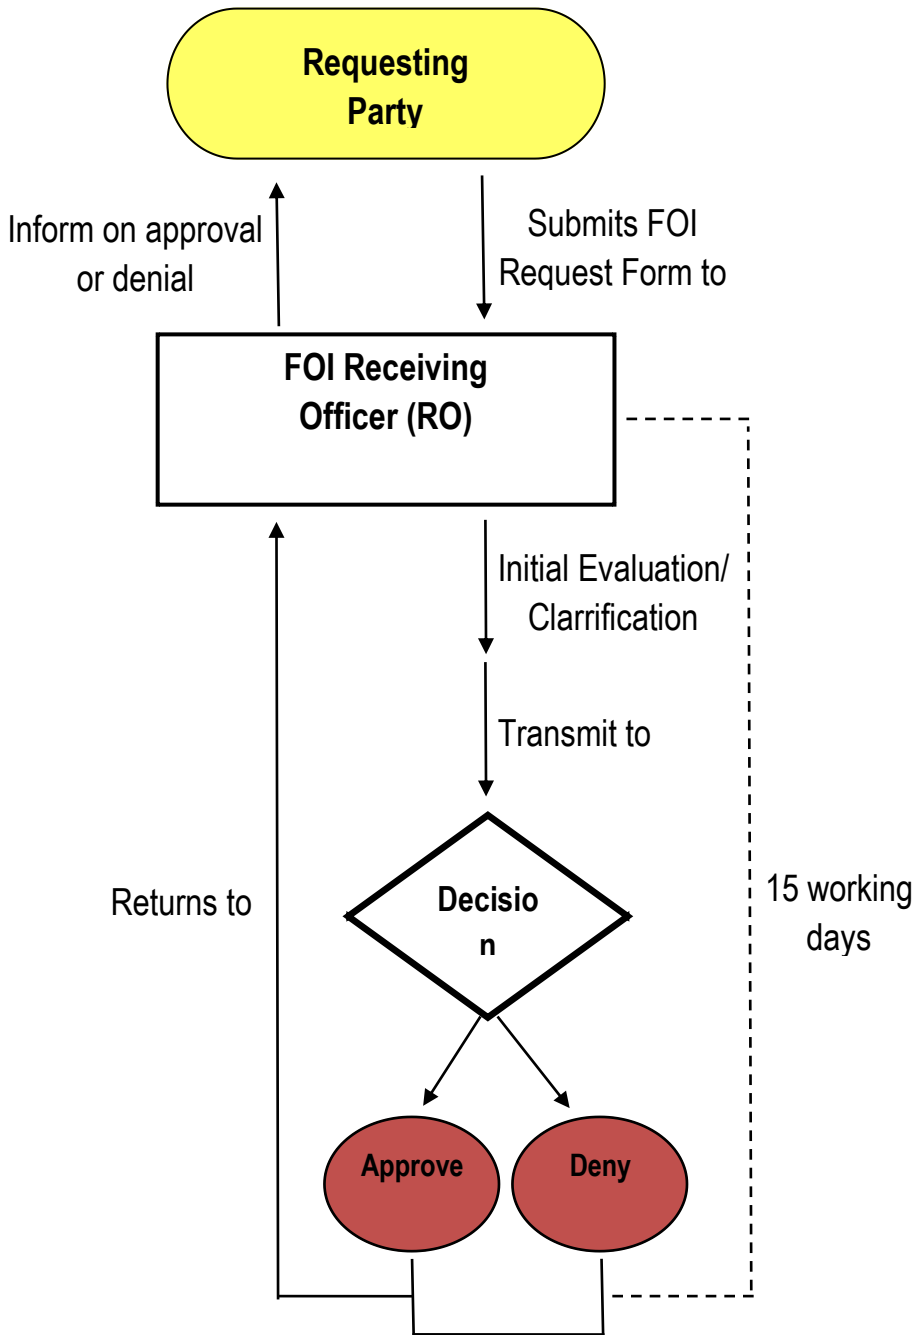 Requesting
Party
Inform on approval
or denial
Submits FOI
Request Form to
FOI Receiving
Officer (RO)
Initial Evaluation/
Clarrification
Transmit to
Returns to
Decisio
n
15 working
days
Approve
Deny